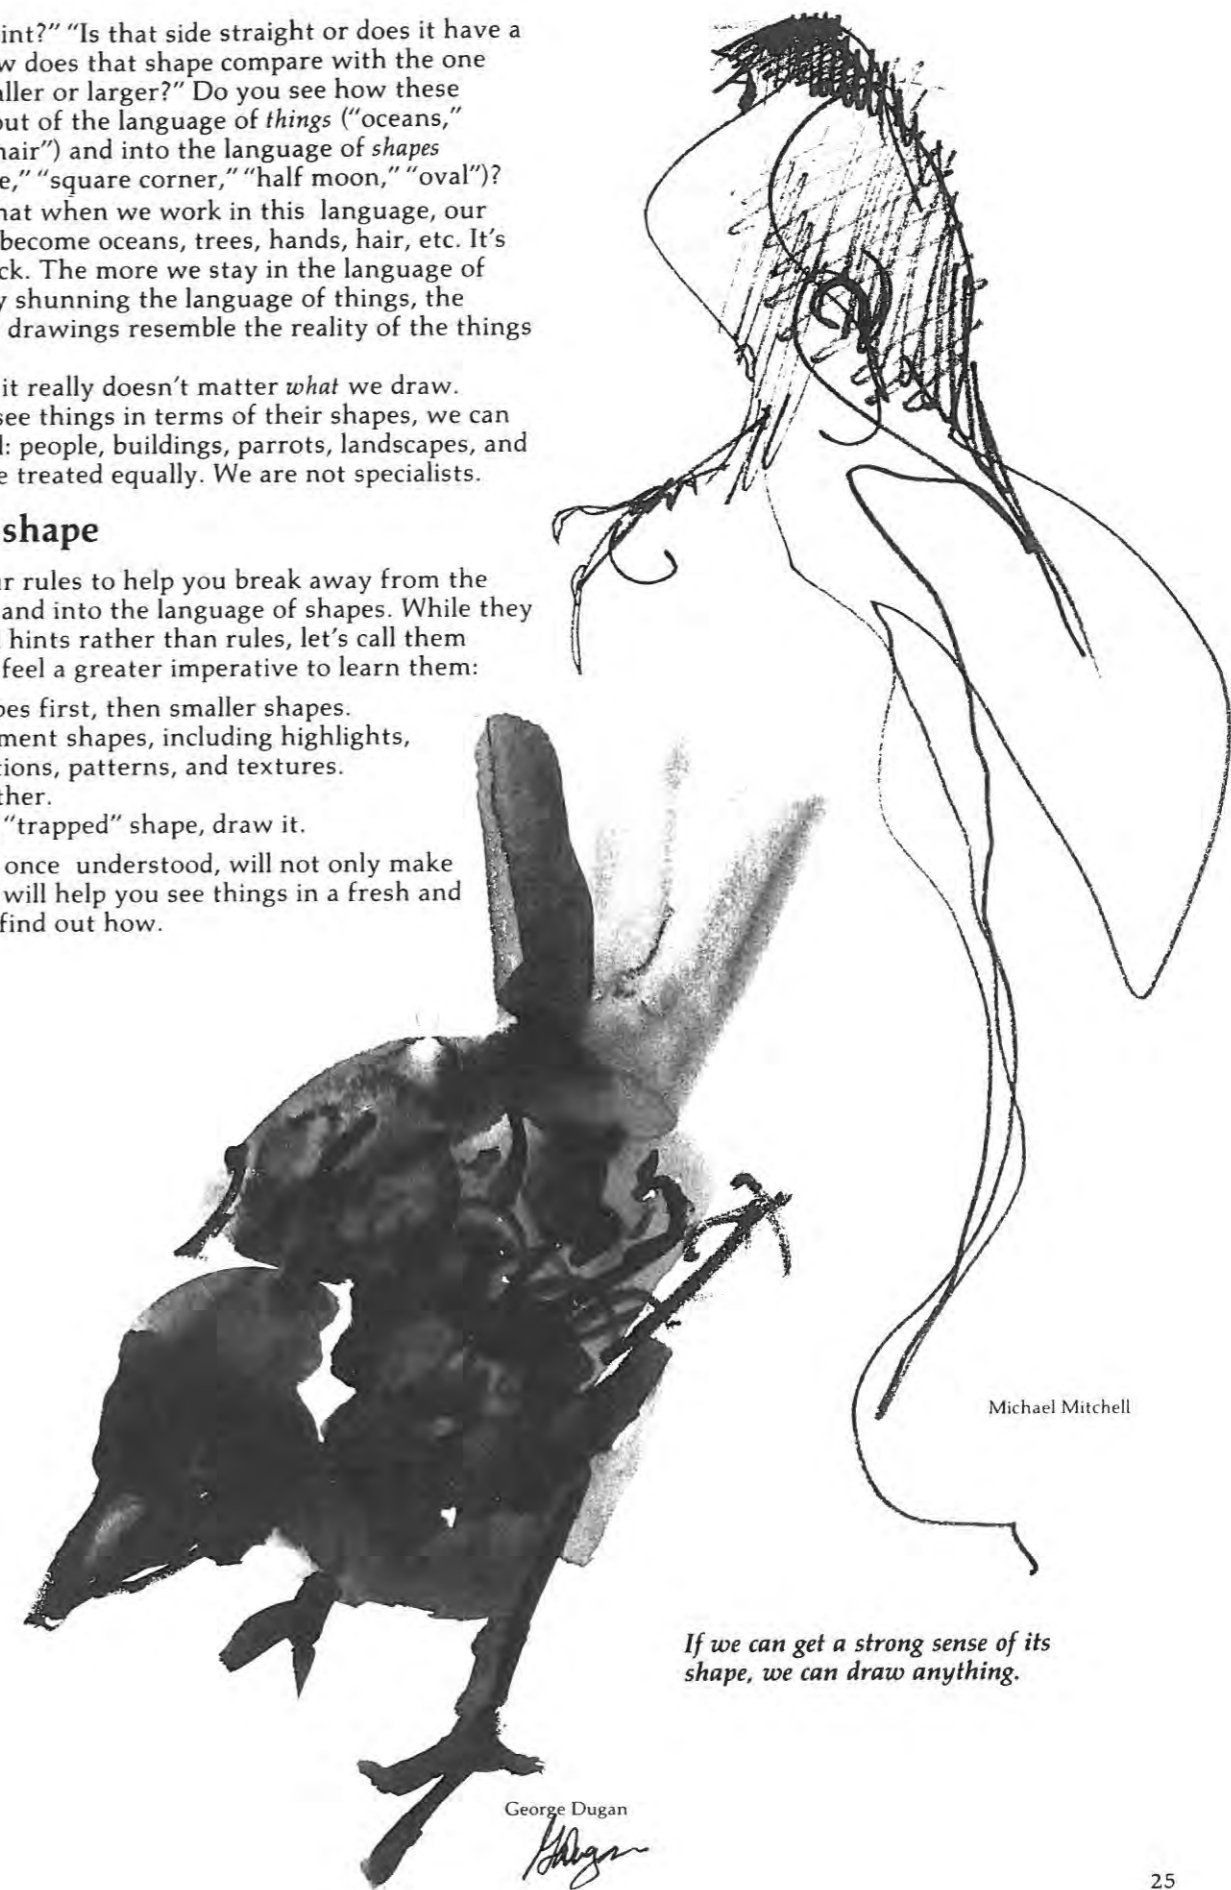 int?” “Is that side straight or does it have a
w does that shape compare with the one
aller or larger?” Do you see how these
out of the language of things (“oceans,”
hair”) and into the language of shapes
e,” “square corner,” “half moon,” “oval”)?
hat when we work in this language, our
become oceans, trees, hands, hair, etc. It's
ck. The more we stay in the language of
y shunning the language of things, the
drawings resemble the reality of the things
it really doesn't matter what we draw.
see things in terms of their shapes, we can
l: people, buildings, parrots, landscapes, and
e treated equally. We are not specialists.
shape
ur rules to help you break away from the
and into the language of shapes. While they
hints rather than rules, let's call them
feel a greater imperative to learn them:
pes first, then smaller shapes.
ment shapes, including highlights,
tions, patterns, and textures.
ther.
“trapped” shape, draw it.
once understood, will not only make
will help you see things in a fresh and
find out how.
Michael Mitchell
If we can get a strong sense of its
shape, we can draw anything.
George Dugan
25